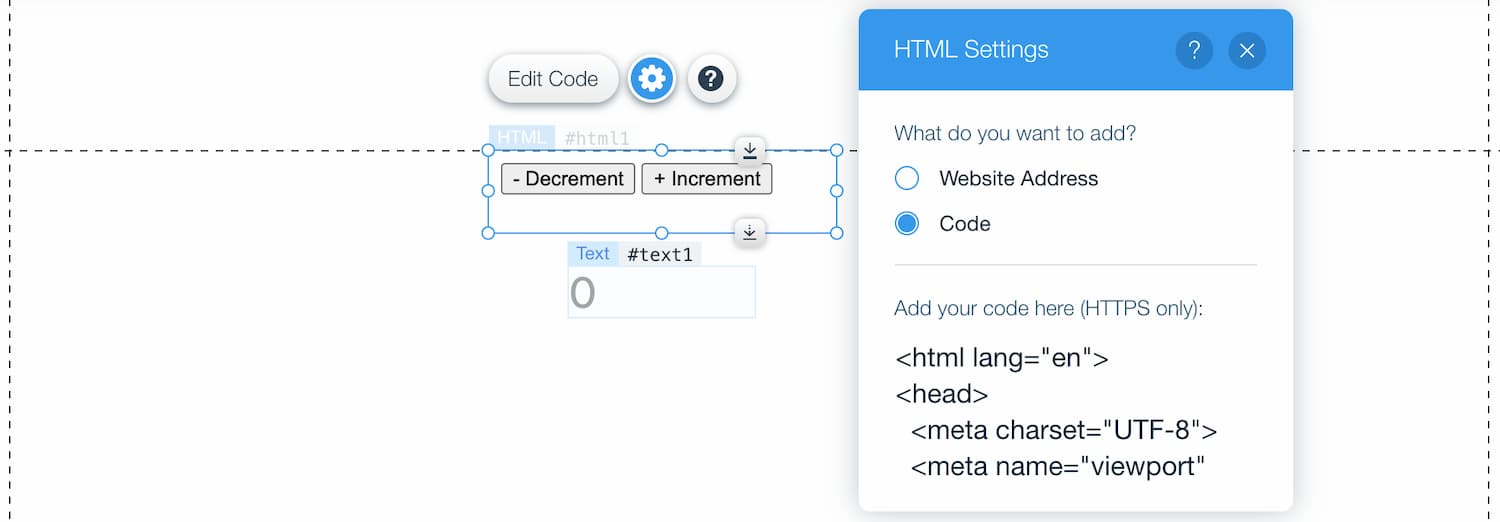 Edit Code ?
HTML #html1
- Decrement + Increment
Text #text1
0
HTML Settings ?
What do you want to add?
Website Address
Code
Add your code here (HTTPS only):
<html lang="en">
<head>
<meta charset="UTF-8">
<meta name="viewport"